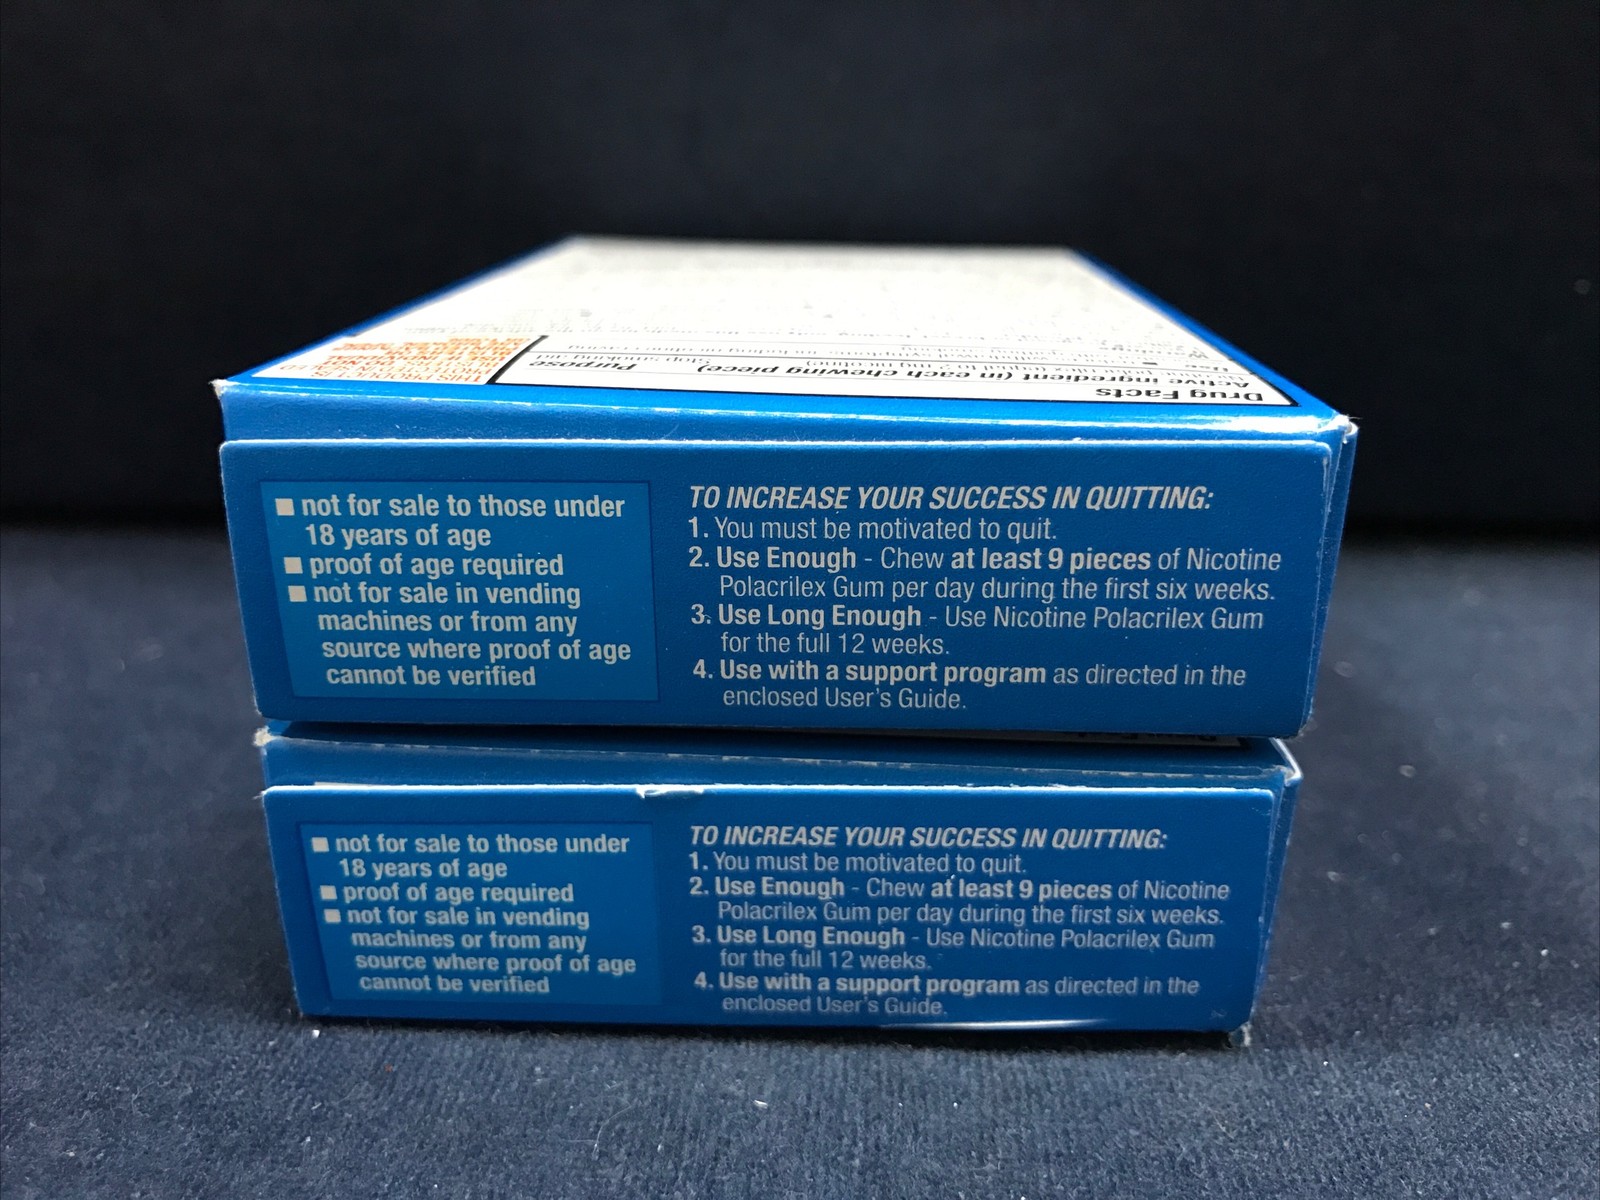 Drug Facts
Active ingredient (in each chewing piece)
Purpose
Stop smoking aid
■ not for sale to those under
18 years of age
■ proof of age required
■ not for sale in vending
machines or from any
source where proof of age
cannot be verified
TO INCREASE YOUR SUCCESS IN QUITTING:
1. You must be motivated to quit.
2. Use Enough - Chew at least 9 pieces of Nicotine
Polacrilex Gum per day during the first six weeks.
3. Use Long Enough - Use Nicotine Polacrilex Gum
for the full 12 weeks.
4. Use with a support program as directed in the
enclosed User's Guide.
■ not for sale to those under
18 years of age
■ proof of age required
■ not for sale in vending
machines or from any
source where proof of age
cannot be verified
TO INCREASE YOUR SUCCESS IN QUITTING:
1. You must be motivated to quit.
2. Use Enough - Chew at least 9 pieces of Nicotine
Polacrilex Gum per day during the first six weeks.
3. Use Long Enough - Use Nicotine Polacrilex Gum
for the full 12 weeks.
4. Use with a support program as directed in the
enclosed User's Guide.